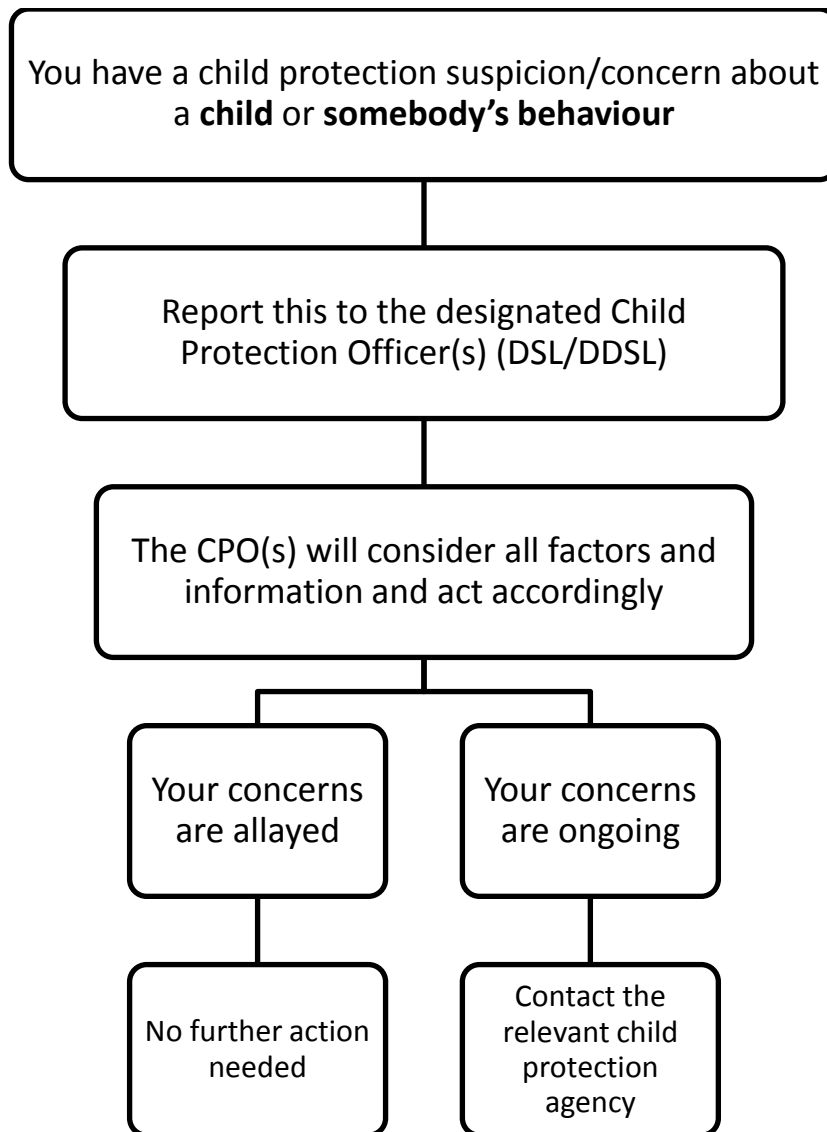 You have a child protection suspicion/concern about
a child or somebody’s behaviour
Report this to the designated Child
Protection Officer(s) (DSL/DDSL)
The CPO(s) will consider all factors and
information and act accordingly
Your concerns
are allayed
Your concerns
are ongoing
No further action
needed
Contact the
relevant child
protection
agency